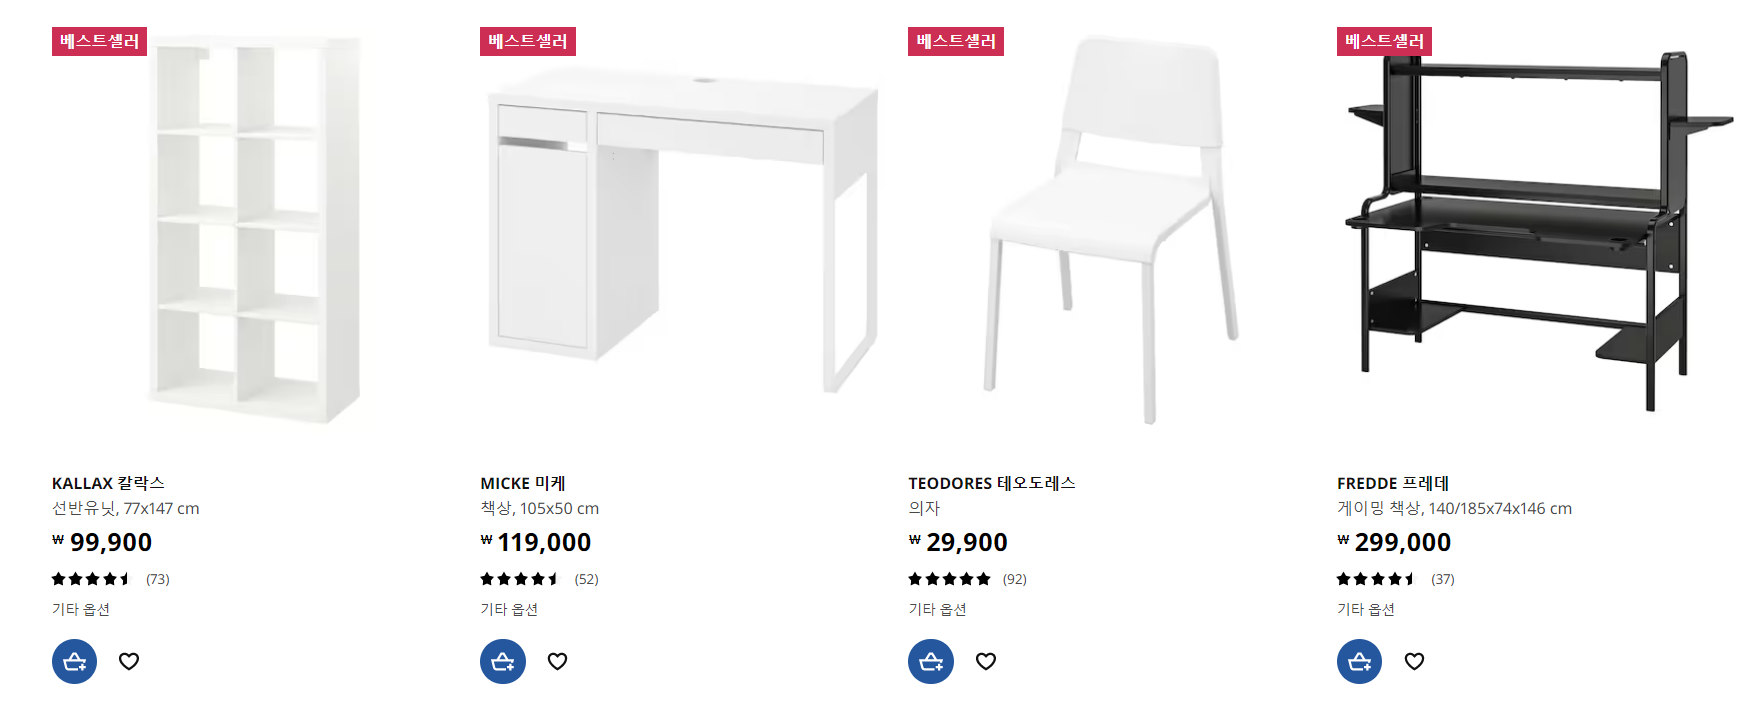 베스트셀러
KALLAX 칼락스
선반유닛, 77x147 cm
₩ 99,900
(73)
기타 옵션
베스트셀러
MICKE 미케
책상, 105x50 cm
₩ 119,000
(52)
기타 옵션
베스트셀러
TEODORES 테오도레스
의자
₩ 29,900
(92)
기타 옵션
베스트셀러
FREDDE 프레데
게이밍 책상, 140/185x74x146 cm
₩ 299,000
(37)
기타 옵션